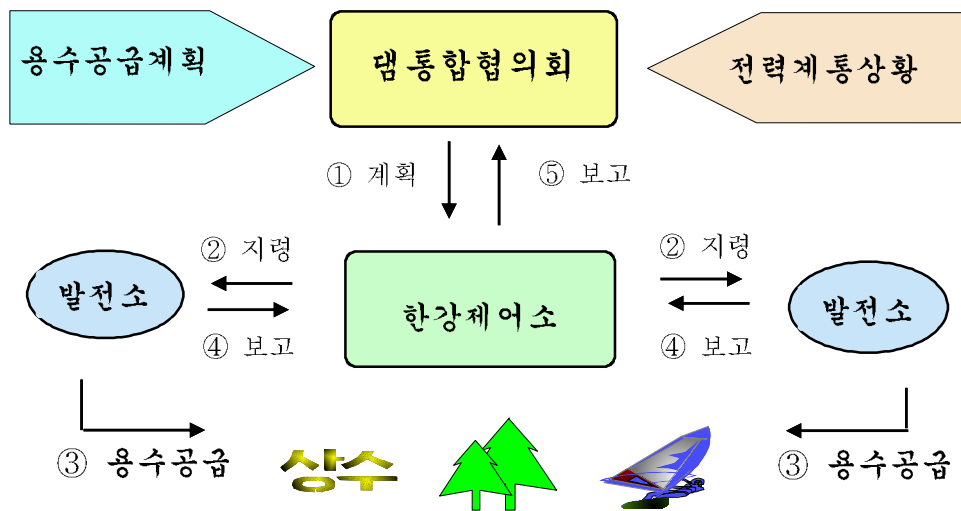 용수공급계획
댐통합협의회
전력계통상황
① 계획
⑤ 보고
② 지령
② 지령
발전소
한강제어소
발전소
④ 보고
④ 보고
③ 용수공급
상수
③ 용수공급